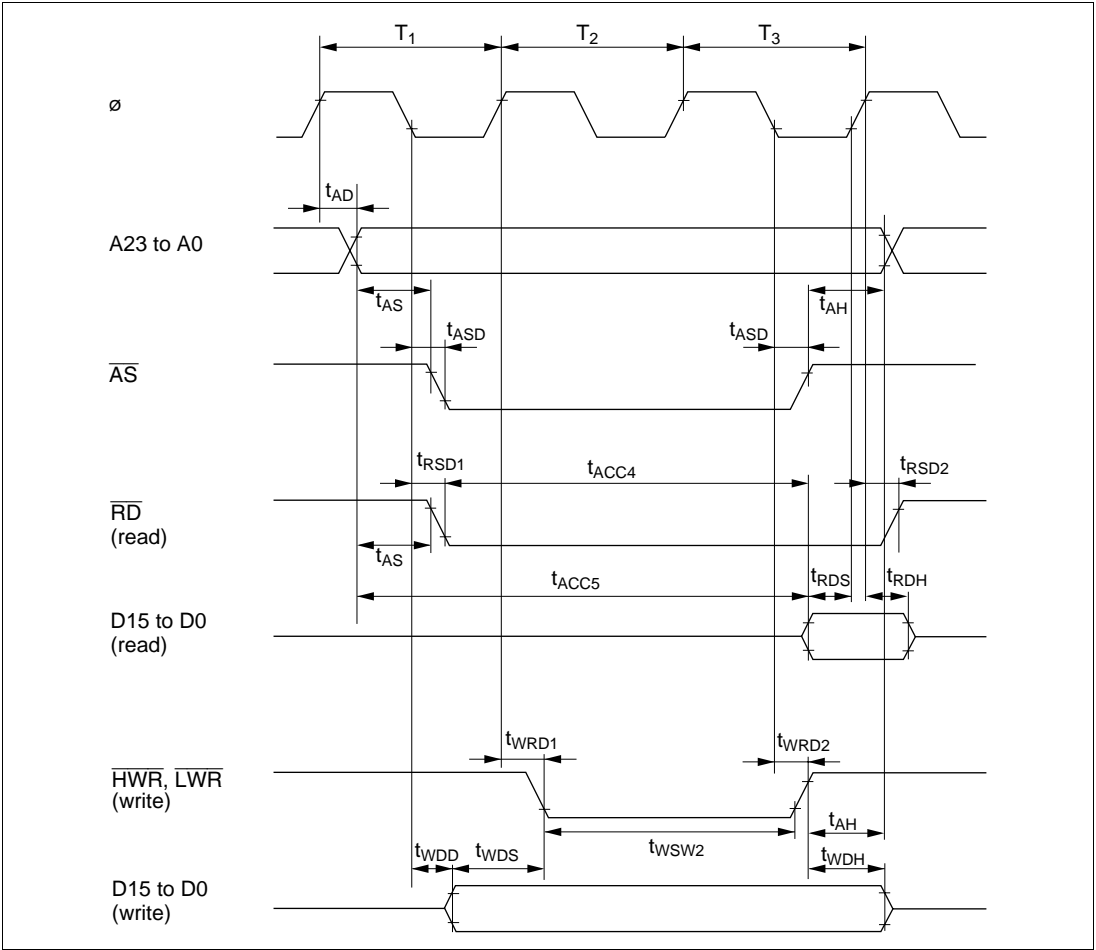 T1 T2 T3
ø
tAD
A23 to A0
tAS tAH
tASD tASD
AS
tRSD1 tACC4 tRSD2
RD
(read)
tAS
tACC5 tRDS tRDH
D15 to D0
(read)
tWRD1 tWRD2
HWR, LWR
(write)
tAH
tWSW2
tWDD tWDS tWDH
D15 to D0
(write)